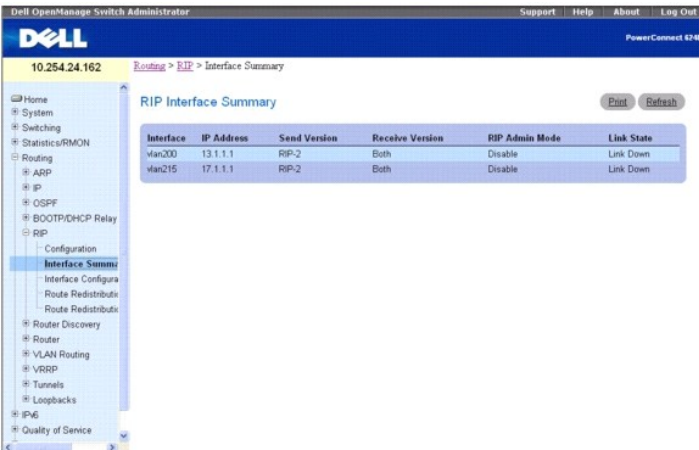 Dell OpenManage Switch Administrator
Support Help About Log Out
DELL
PowerConnect 624
10.254.24.162
Routing > RIP > Interface Summary
Home
System
Switching
Statistics/RMON
Routing
ARP
IP
OSPF
BOOTP/DHCP Relay
RIP
Configuration
Interface Summa
Interface Configura
Route Redistributi
Route Redistributi
Router Discovery
Router
VLAN Routing
VRRP
Tunnels
Loopbacks
IPv6
Quality of Service
RIP Interface Summary
Print Refresh
Interface IP Address Send Version Receive Version RIP Admin Mode Link State
vlan200 13.1.1.1 RIP-2 Both Disable Link Down
vlan215 17.1.1.1 RIP-2 Both Disable Link Down